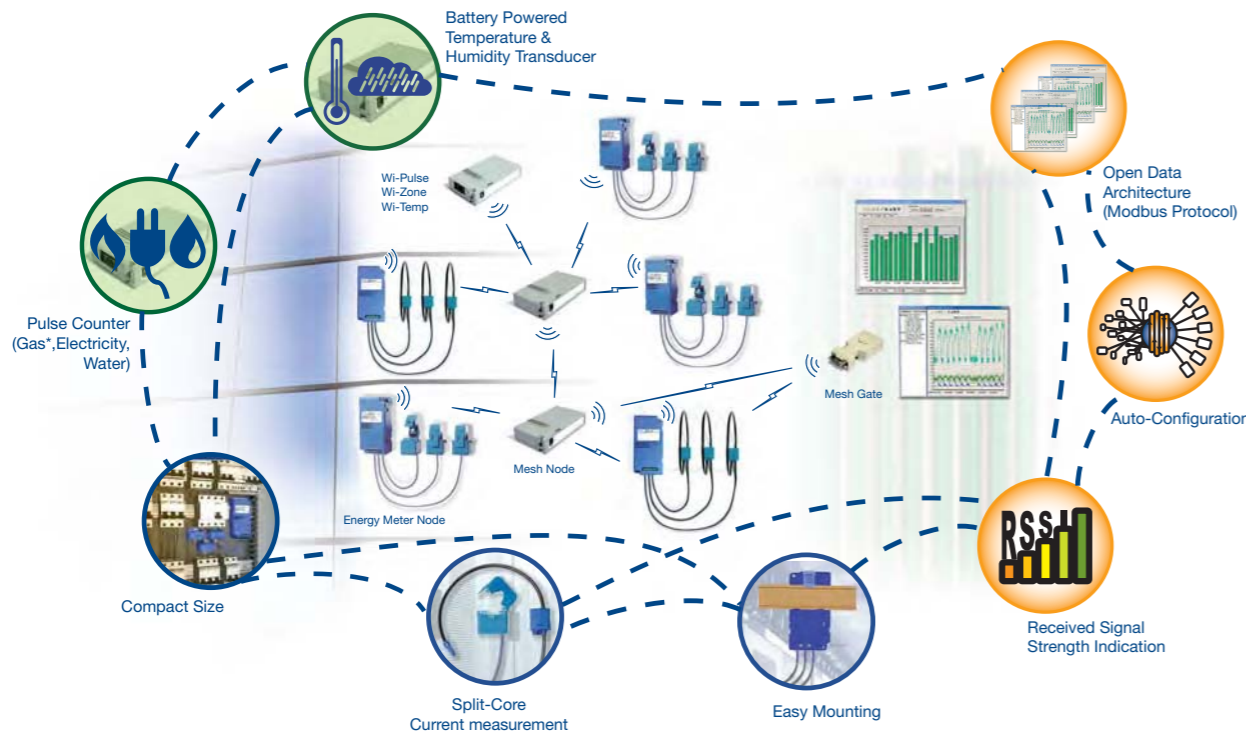 Battery Powered
Temperature &
Humidity Transducer
Wi-Pulse
Wi-Zone
Wi-Temp
Open Data
Architecture
(Modbus Protocol)
Pulse Counter
(Gas*,Electricity,
Water)
Mesh Gate
Auto-Configuration
Mesh Node
Energy Meter Node
RSSI
Compact Size
Received Signal
Strength Indication
Split-Core
Current measurement
Easy Mounting